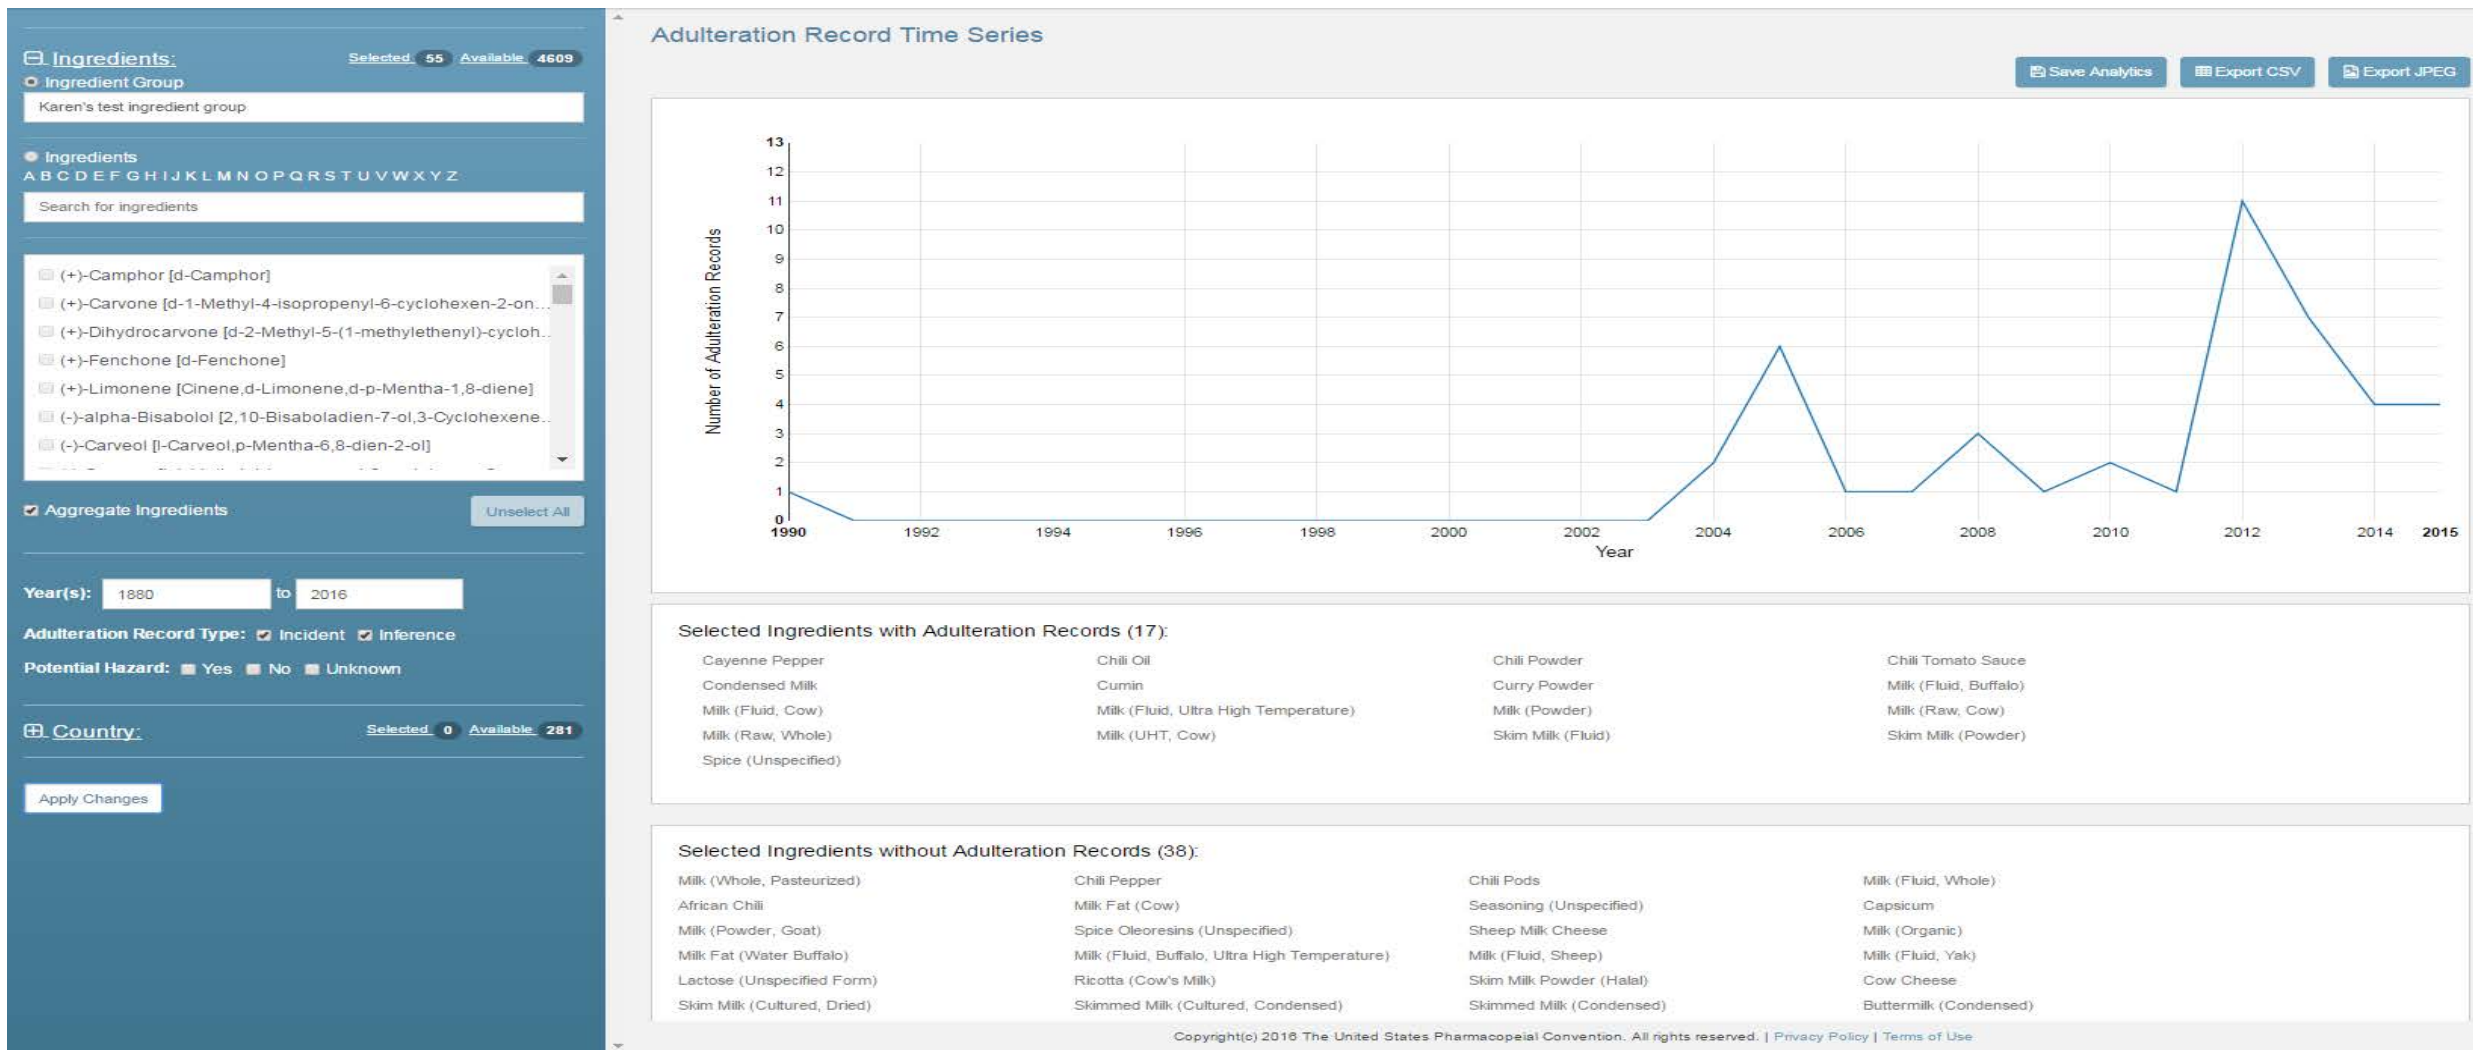 Ingredients: Selected 55 Available 4609
Ingredient Group
Karen's test ingredient group
Ingredients
A B C D E F G H I J K L M N O P Q R S T U V W X Y Z
Search for ingredients
(+)-Camphor [d-Camphor]
(+)-Carvone [d-1-Methyl-4-isopropenyl-6-cyclohexen-2-on...
(+)-Dihydrocarvone [d-2-Methyl-5-(1-methylethenyl)-cycloh...
(+)-Fenchone [d-Fenchone]
(+)-Limonene [Cinene,d-Limonene,d-p-Mentha-1,8-diene]
(-)-alpha-Bisabolol [2,10-Bisaboladien-7-ol,3-Cyclohexene...
(-)-Carveol [l-Carveol,p-Mentha-6,8-dien-2-ol]
Aggregate Ingredients Unselect All
Year(s): 1880 to 2016
Adulteration Record Type: Incident Inference
Potential Hazard: Yes No Unknown
Country: Selected 0 Available 281
Apply Changes
Adulteration Record Time Series
Save Analytics Export CSV Export JPEG
Number of Adulteration Records
13
12
11
10
9
8
7
6
5
4
3
2
1
0
1990 1992 1994 1996 1998 2000 2002 2004 2006 2008 2010 2012 2014 2015
Year
Selected Ingredients with Adulteration Records (17):
Cayenne Pepper Chili Oil Chili Powder Chili Tomato Sauce
Condensed Milk Cumin Curry Powder Milk (Fluid, Buffalo)
Milk (Fluid, Cow) Milk (Fluid, Ultra High Temperature) Milk (Powder) Milk (Raw, Cow)
Milk (Raw, Whole) Milk (UHT, Cow) Skim Milk (Fluid) Skim Milk (Powder)
Spice (Unspecified)
Selected Ingredients without Adulteration Records (38):
Milk (Whole, Pasteurized) Chili Pepper Chili Pods Milk (Fluid, Whole)
African Chili Milk Fat (Cow) Seasoning (Unspecified) Capsicum
Milk (Powder, Goat) Spice Oleoresins (Unspecified) Sheep Milk Cheese Milk (Organic)
Milk Fat (Water Buffalo) Milk (Fluid, Buffalo, Ultra High Temperature) Milk (Fluid, Sheep) Milk (Fluid, Yak)
Lactose (Unspecified Form) Ricotta (Cow's Milk) Skim Milk Powder (Halal) Cow Cheese
Skim Milk (Cultured, Dried) Skimmed Milk (Cultured, Condensed) Skimmed Milk (Condensed) Buttermilk (Condensed)
Copyright(c) 2016 The United States Pharmacopeial Convention. All rights reserved. | Privacy Policy | Terms of Use